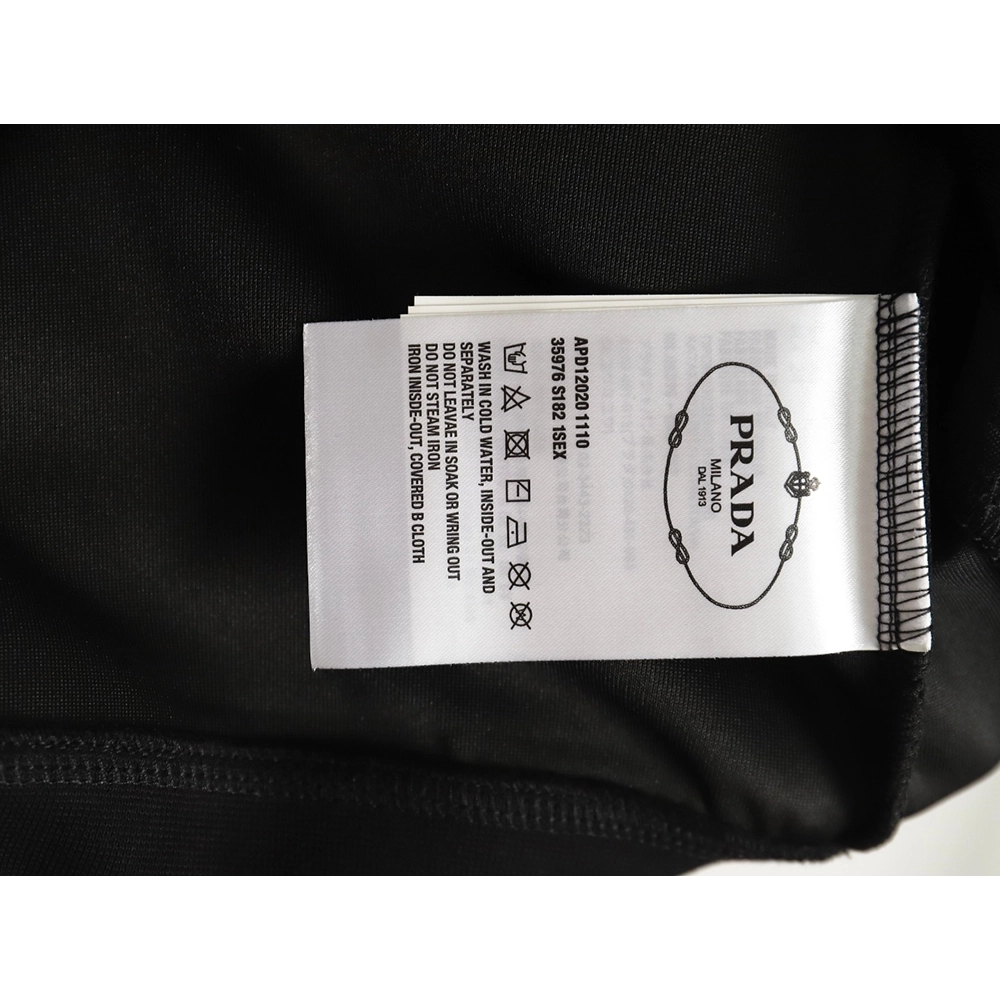 PRADA
MILANO
DAL 1913
APD12020 1110
35976 S182 1SEX
WASH IN COLD WATER, INSIDE-OUT AND
SEPARATELY
DO NOT LEAVAE IN SOAK OR WRING OUT
DO NOT STEAM IRON
IRON INISDE-OUT, COVERED B CLOTH